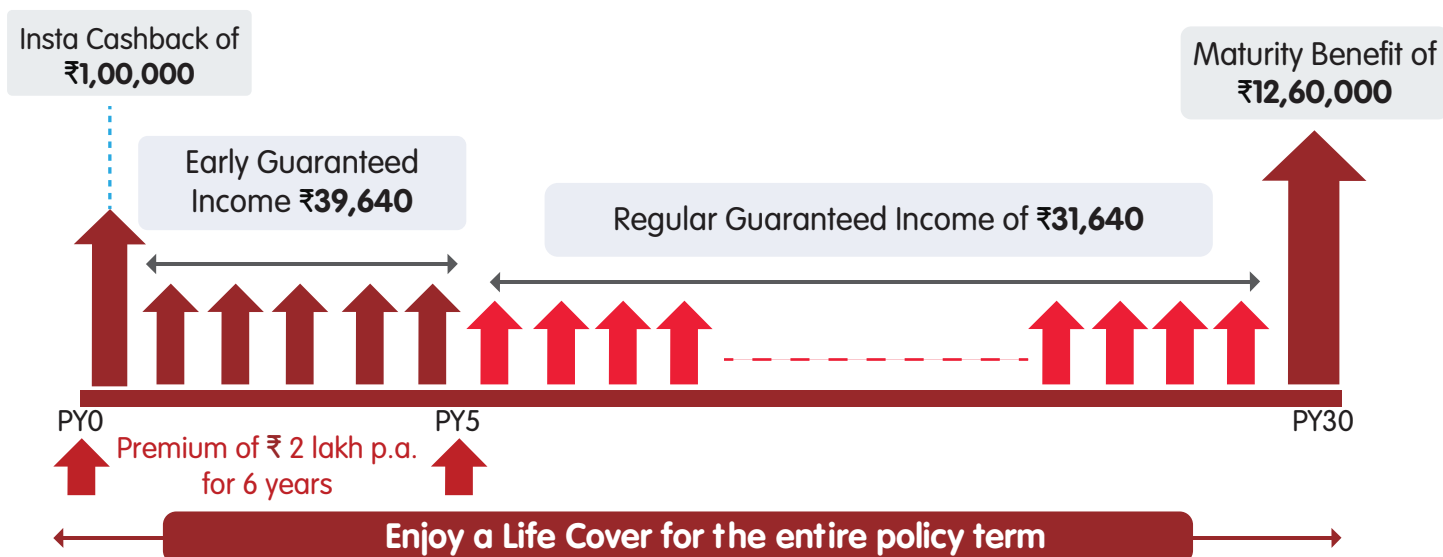 Insta Cashback of
₹1,00,000
Maturity Benefit of
₹12,60,000
Early Guaranteed
Income ₹39,640
Regular Guaranteed Income of ₹31,640
PY0
PY5
PY30
Premium of ₹ 2 lakh p.a.
for 6 years
Enjoy a Life Cover for the entire policy term